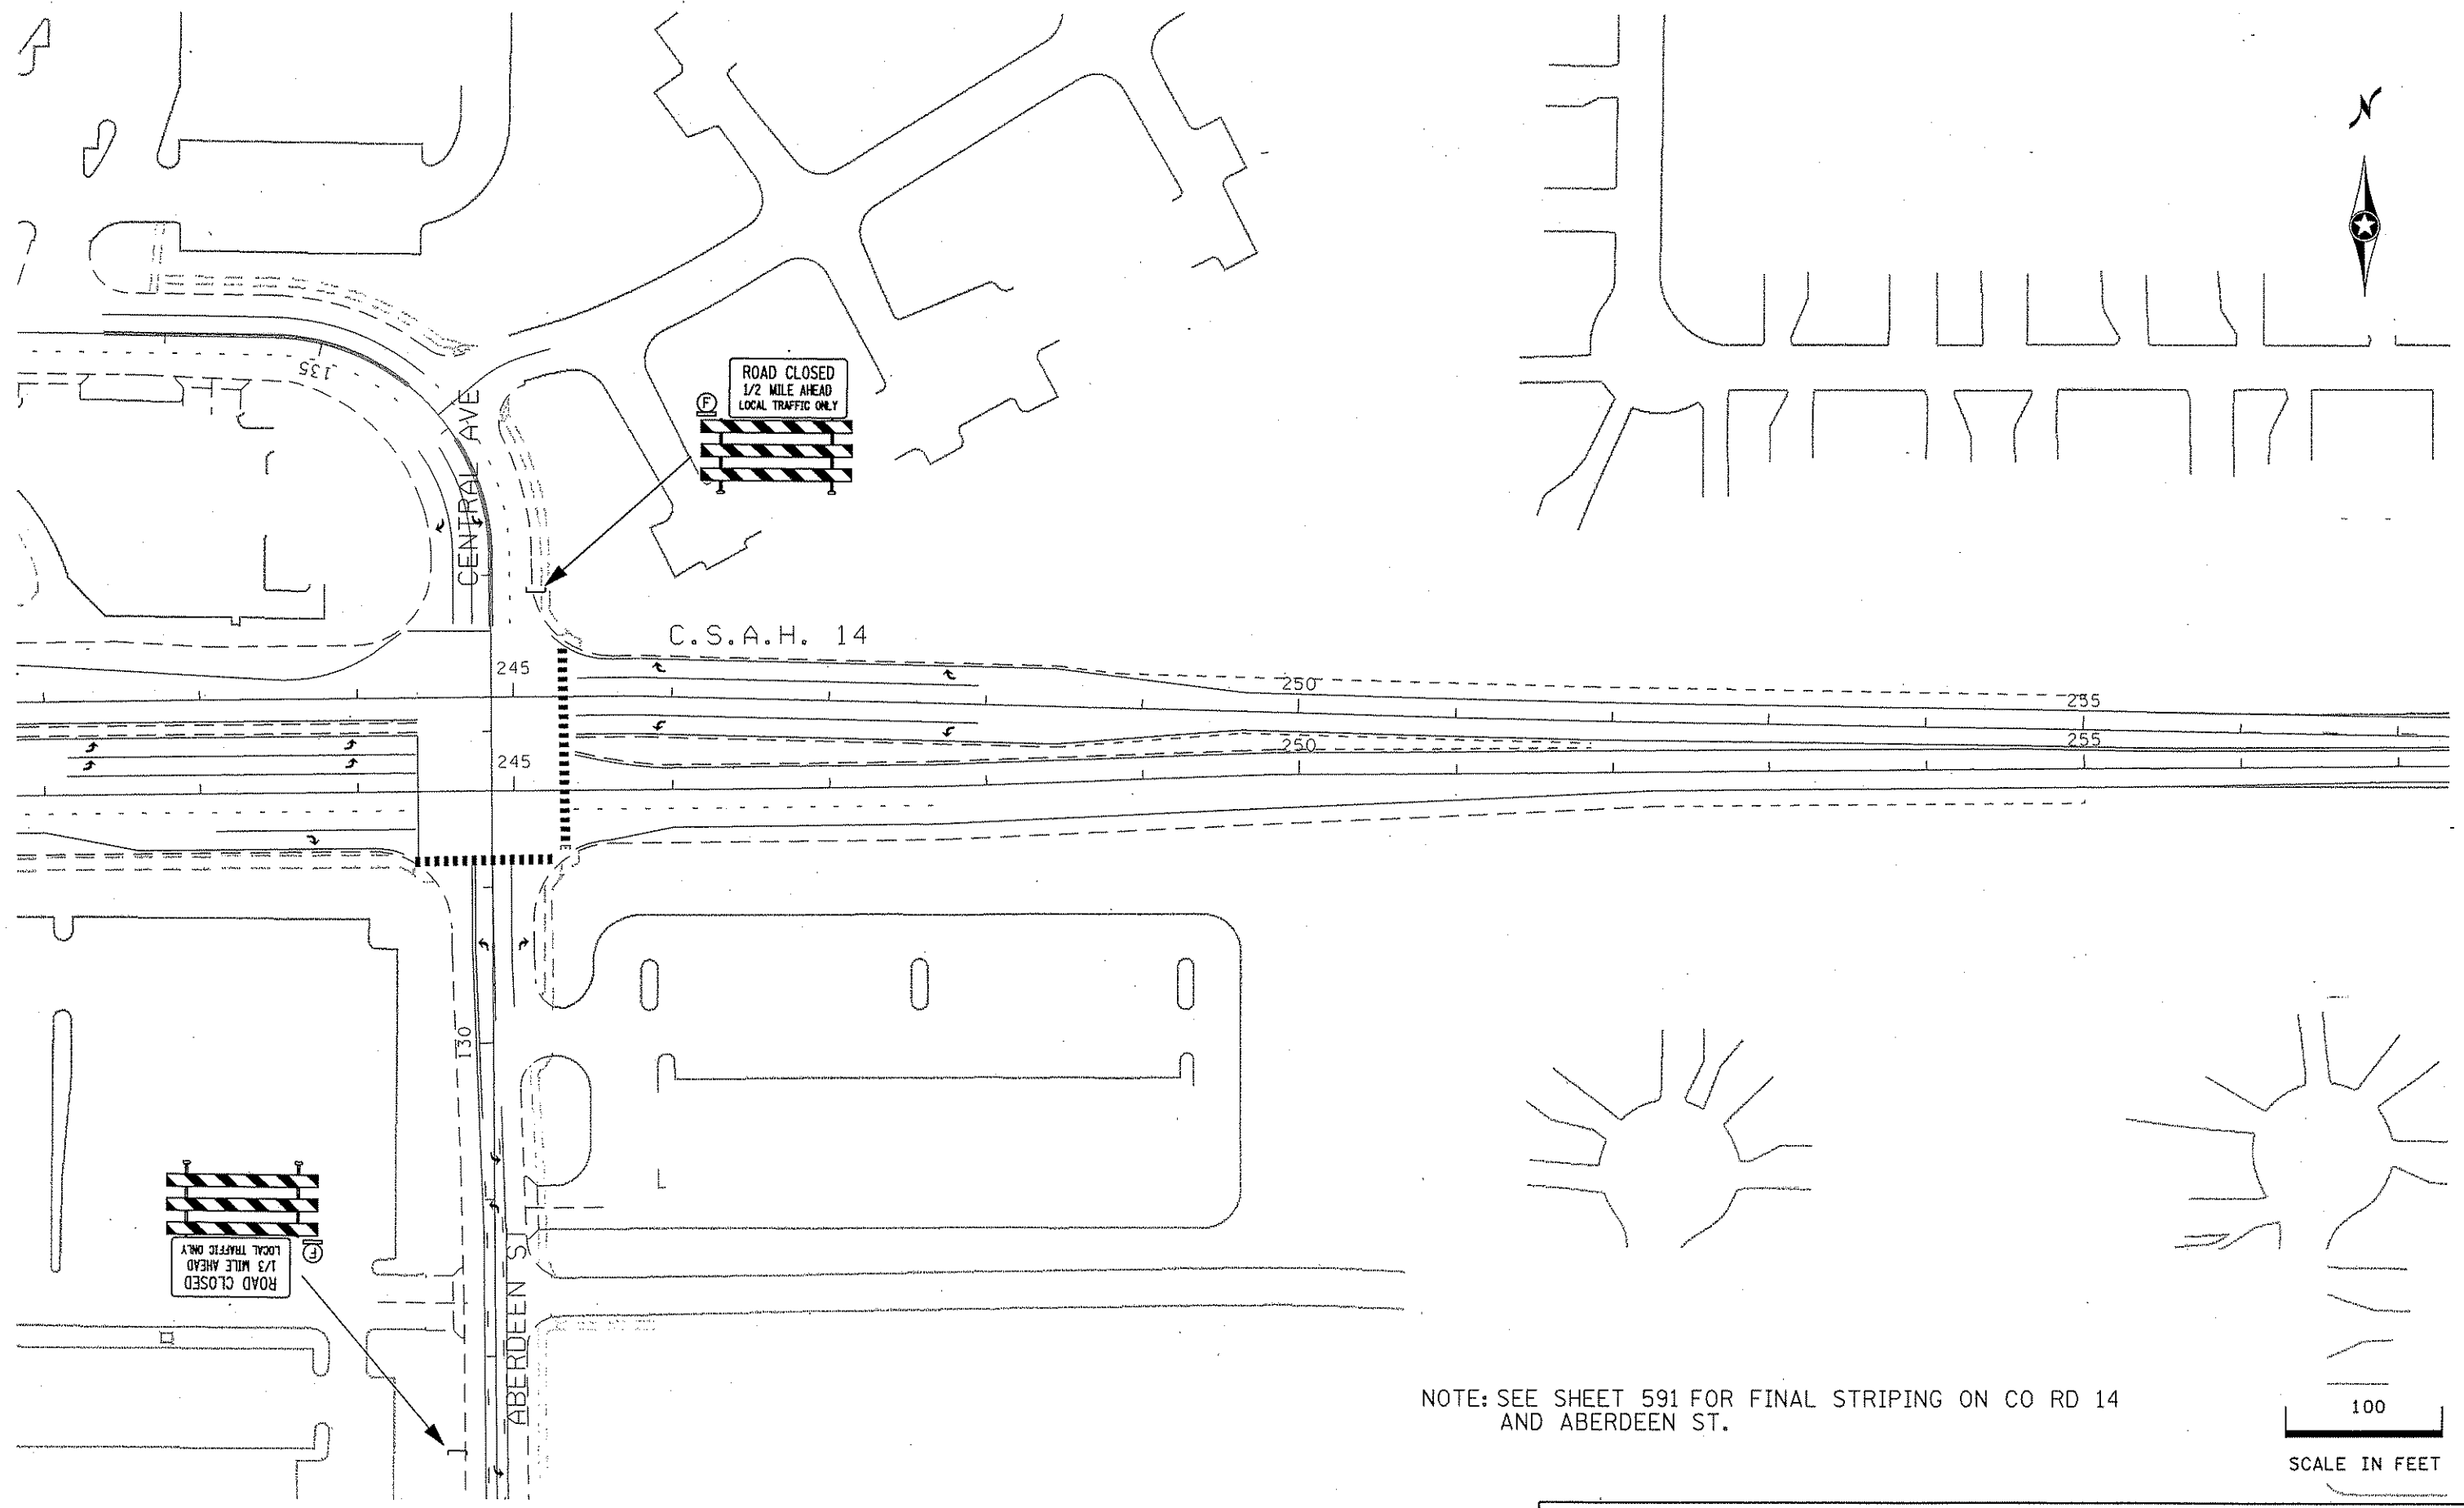 N
135
CENTRAL AVE
ROAD CLOSED
1/2 MILE AHEAD
LOCAL TRAFFIC ONLY
F
C.S.A.H. 14
245
250
255
245
250
255
130
LOCAL TRAFFIC ONLY
1/3 MILE AHEAD
ROAD CLOSED
F
ABERDEEN ST
NOTE: SEE SHEET 591 FOR FINAL STRIPING ON CO RD 14
AND ABERDEEN ST.
100
SCALE IN FEET